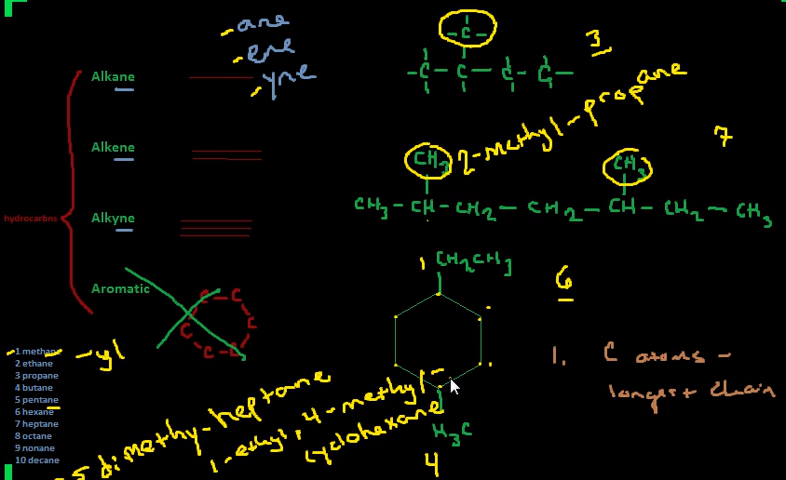 -ane
-ene
-yne
Alkane
Alkene
Alkyne
hydrocarbns
Aromatic
C-C
C C
C C
C-C
1 methane - -yl
2 ethane
3 propane
4 butane
5 pentane
6 hexane
7 heptane
8 octane
9 nonane
10 decane
-C-
-C-C-C-C-
3
2-methyl-propane
7
CH3 CH3
CH3-CH-CH2-CH2-CH-CH2-CH3
1 CH2CH3
6
H3C
4
-5 dimethy-heptane
1-ethyl, 4-methyl-
cyclohexane
1. C atoms -
longest chain